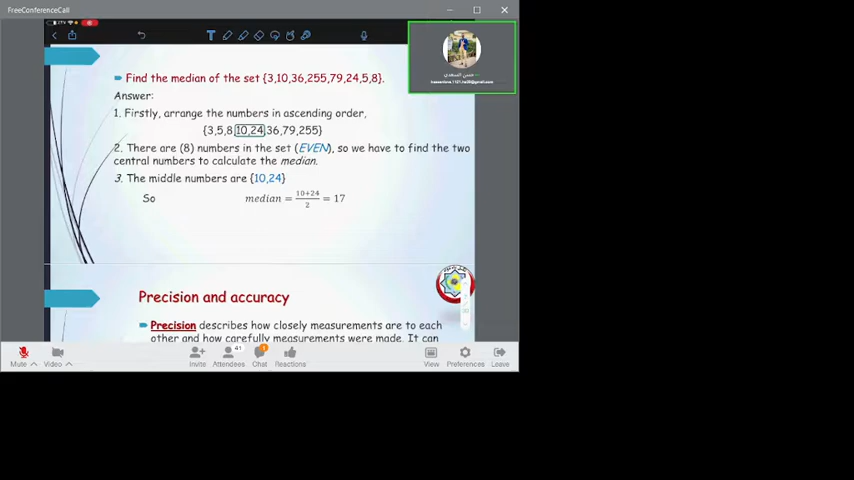 FreeConferenceCall
Find the median of the set {3,10,36,255,79,24,5,8}.
Answer:
1. Firstly, arrange the numbers in ascending order,
{3,5,8,10,24,36,79,255}
2. There are (8) numbers in the set (EVEN), so we have to find the two
central numbers to calculate the median.
3. The middle numbers are {10,24}
So median = 10+24/2 = 17
حسن السعدي
Precision and accuracy
Precision describes how closely measurements are to each
other and how carefully measurements were made. It can
Mute Video Invite Attendees 41 Chat 1 Reactions View Preferences Leave